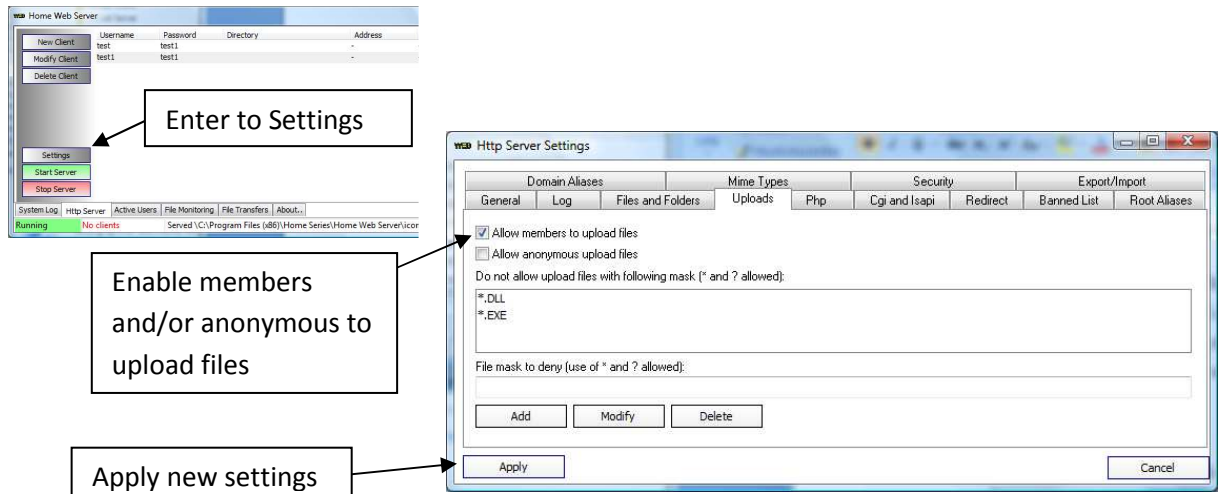 Home Web Server
Username Password Directory Address
New Client
test test1 -
Modify Client
test1 test1 -
Delete Client
Enter to Settings
Settings
Start Server
Stop Server
System Log Http Server Active Users File Monitoring File Transfers About..
Running No clients Served \C:\Program Files (x86)\Home Series\Home Web Server\icor
Enable members
and/or anonymous to
upload files
Apply new settings
WEB Http Server Settings
Domain Aliases Mime Types Security Export/Import
General Log Files and Folders Uploads Php Cgi and Isapi Redirect Banned List Root Aliases
Allow members to upload files
Allow anonymous upload files
Do not allow upload files with following mask (* and ? allowed):
*.DLL
*.EXE
File mask to deny (use of * and ? allowed):
Add Modify Delete
Apply Cancel